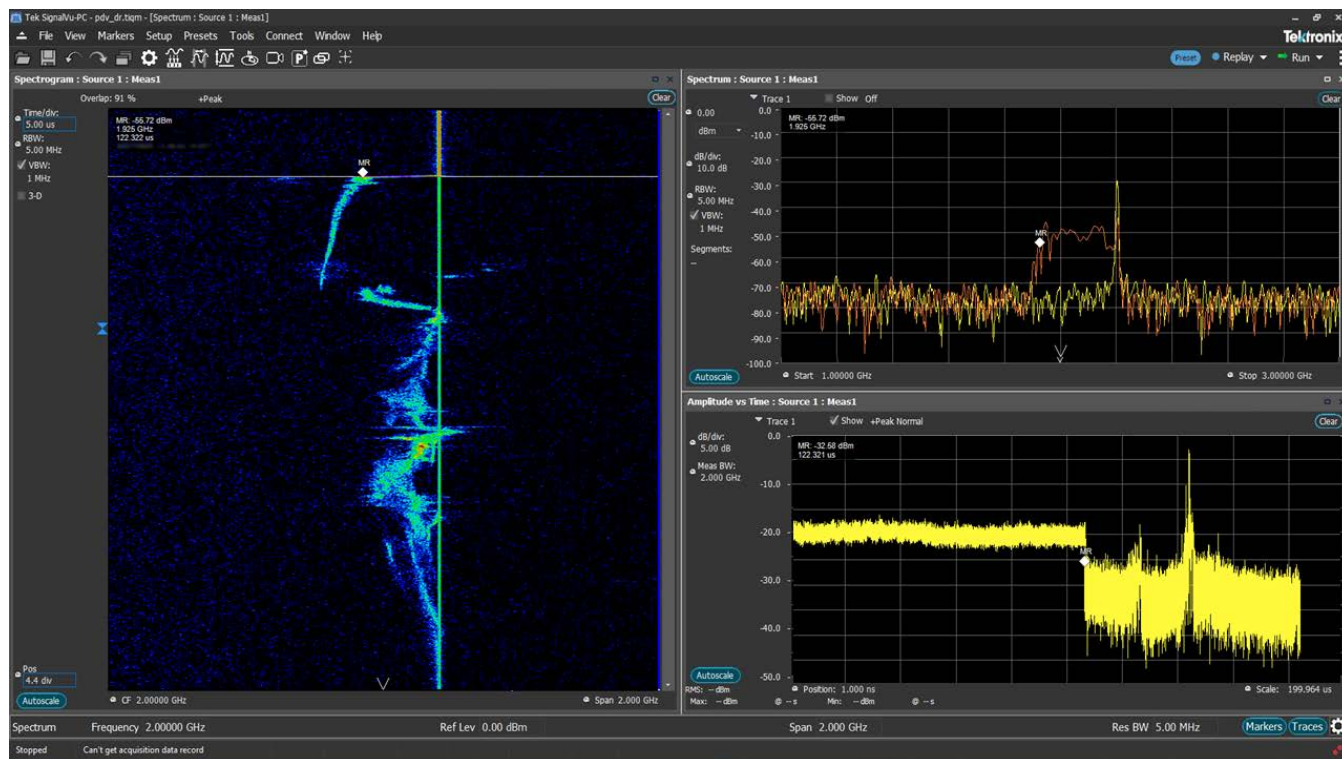 Tek SignalVu-PC - pdv_dr.tiqm - [Spectrum : Source 1 : Meas1]
File View Markers Setup Presets Tools Connect Window Help
Tektronix
Preset Replay Run
Spectrogram : Source 1 : Meas1
Overlap: 91 % +Peak Clear
Time/div:
5.00 us
RBW:
5.00 MHz
VBW:
1 MHz
3-D
MR: -55.72 dBm
1.925 GHz
122.322 us
MR
Pos
4.4 div
Autoscale
CF 2.00000 GHz
Span 2.000 GHz
Spectrum : Source 1 : Meas1
Trace 1 Show Off Clear
0.00
dBm
dB/div:
10.0 dB
RBW:
5.00 MHz
VBW:
1 MHz
Segments:
--
0.0
-10.0
-20.0
-30.0
-40.0
-50.0
-60.0
-70.0
-80.0
-90.0
-100.0
MR: -55.72 dBm
1.925 GHz
MR
Autoscale
Start 1.00000 GHz
Stop 3.00000 GHz
Amplitude vs Time : Source 1 : Meas1
Trace 1 Show +Peak Normal Clear
dB/div:
5.00 dB
Meas BW:
2.000 GHz
0.0
-10.0
-20.0
-30.0
-40.0
-50.0
MR: -32.58 dBm
122.321 us
MR
Autoscale
Position: 1.000 ns
Scale: 199.964 us
RMS: -- dBm
Max: -- dBm @ -- s Min: -- dBm @ -- s
Spectrum Frequency 2.00000 GHz Ref Lev 0.00 dBm Span 2.000 GHz Res BW 5.00 MHz Markers Traces
Stopped Can't get acquisition data record